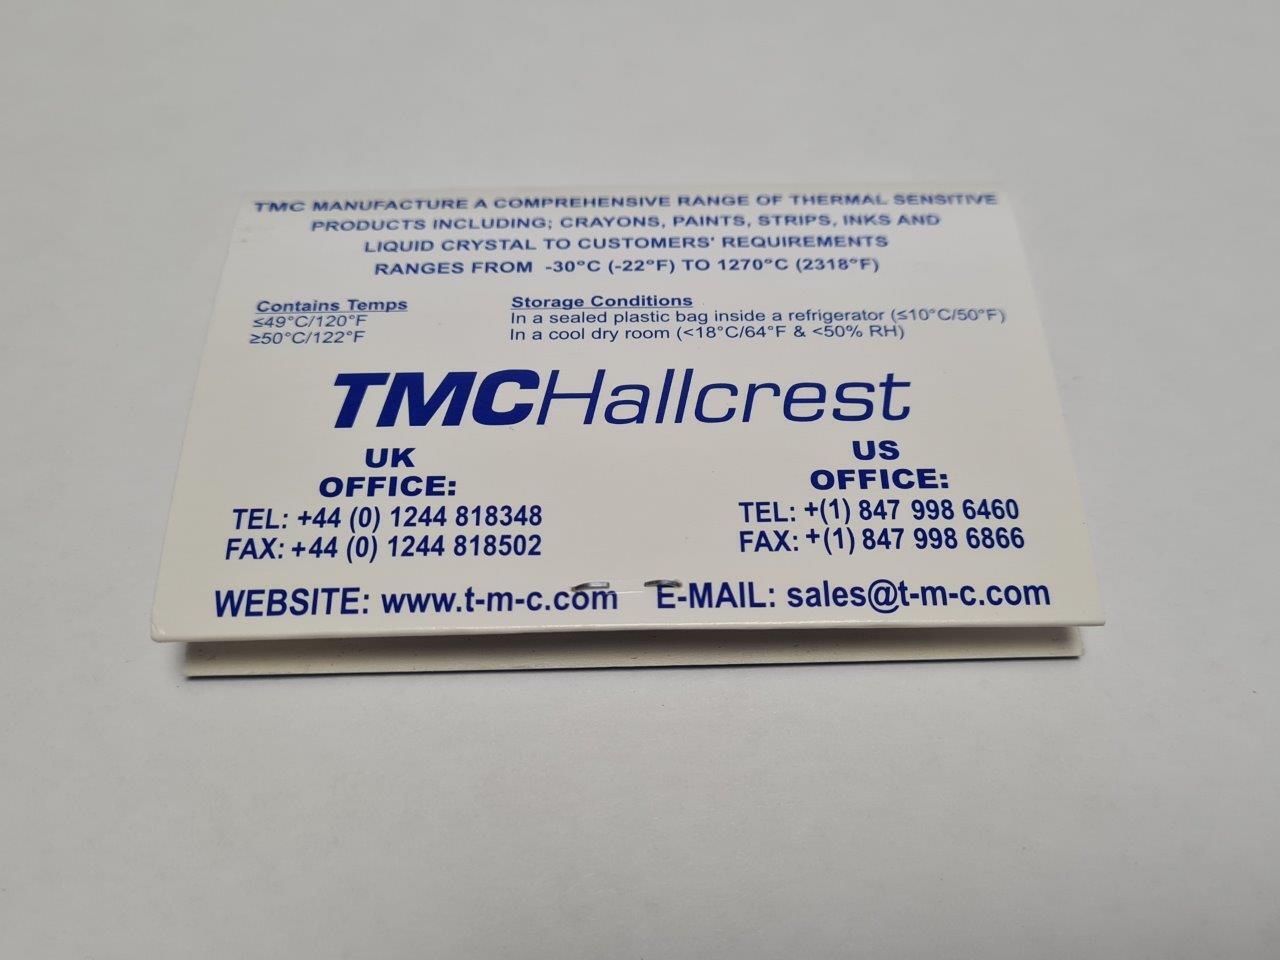 TMC MANUFACTURE A COMPREHENSIVE RANGE OF THERMAL SENSITIVE
PRODUCTS INCLUDING; CRAYONS, PAINTS, STRIPS, INKS AND
LIQUID CRYSTAL TO CUSTOMERS' REQUIREMENTS
RANGES FROM -30°C (-22°F) TO 1270°C (2318°F)
Contains Temps
≤49°C/120°F
≥50°C/122°F
Storage Conditions
In a sealed plastic bag inside a refrigerator (≤10°C/50°F)
In a cool dry room (<18°C/64°F & <50% RH)
TMCHallcrest
UK
OFFICE:
TEL: +44 (0) 1244 818348
FAX: +44 (0) 1244 818502
US
OFFICE:
TEL: +(1) 847 998 6460
FAX: +(1) 847 998 6866
WEBSITE: www.t-m-c.com E-MAIL: sales@t-m-c.com